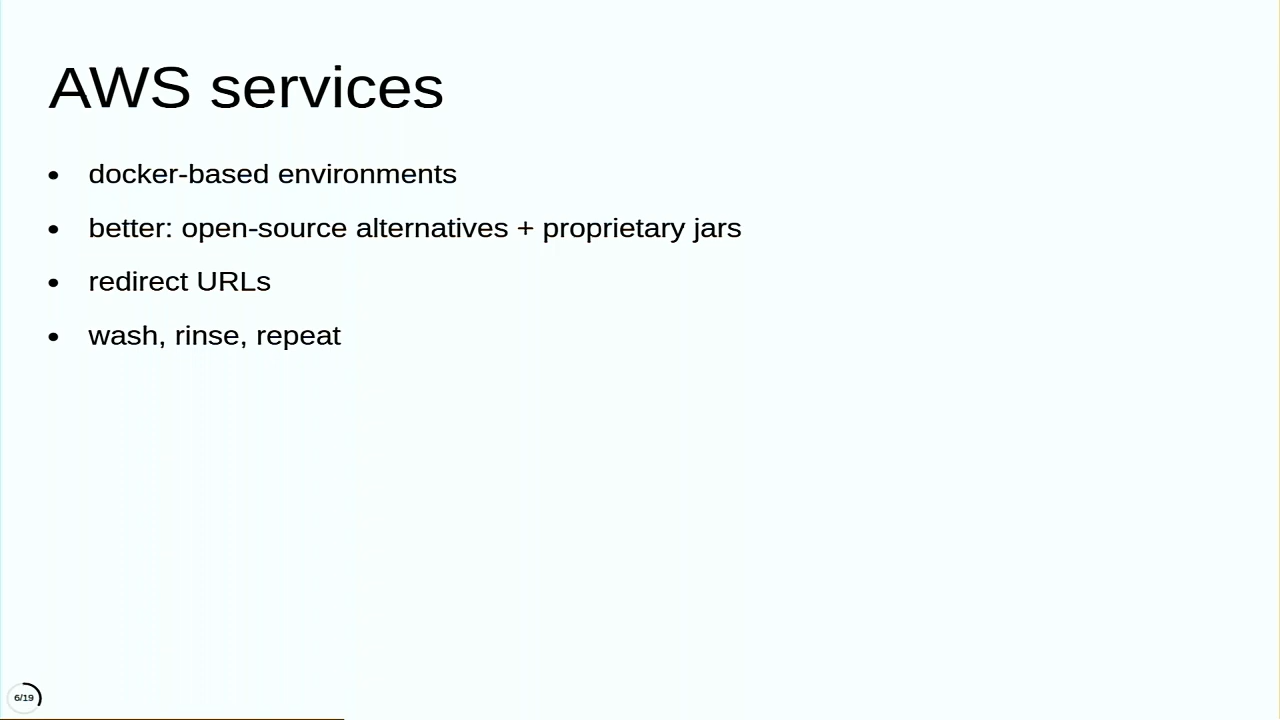 AWS services
• docker-based environments
• better: open-source alternatives + proprietary jars
• redirect URLs
• wash, rinse, repeat
6/19